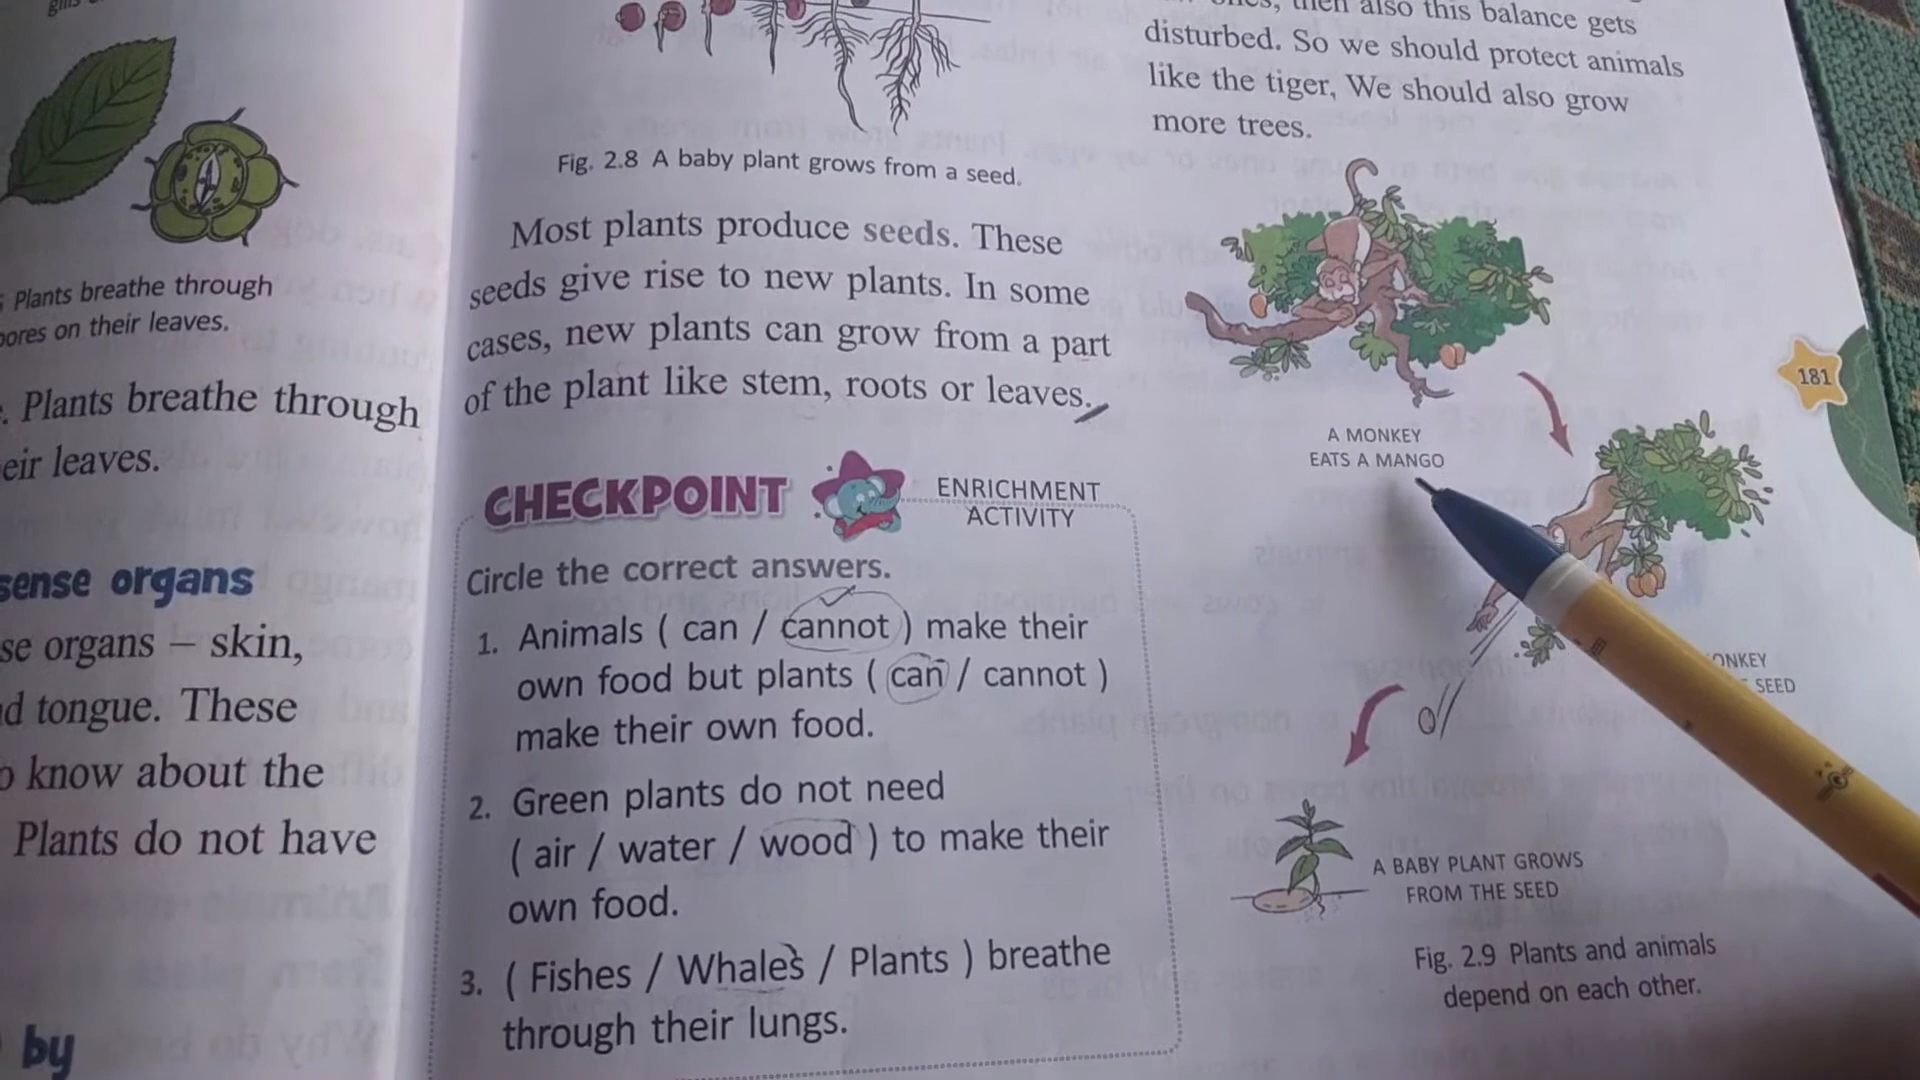 Plants breathe through
pores on their leaves.
. Plants breathe through
eir leaves.
sense organs
se organs – skin,
d tongue. These
o know about the
Plants do not have
by
Fig. 2.8 A baby plant grows from a seed.
Most plants produce seeds. These
seeds give rise to new plants. In some
cases, new plants can grow from a part
of the plant like stem, roots or leaves.
CHECKPOINT
ENRICHMENT
ACTIVITY
Circle the correct answers.
1. Animals ( can / cannot ) make their
own food but plants ( can / cannot )
make their own food.
2. Green plants do not need
( air / water / wood ) to make their
own food.
3. ( Fishes / Whales / Plants ) breathe
through their lungs.
then also this balance gets
disturbed. So we should protect animals
like the tiger, We should also grow
more trees.
A MONKEY
EATS A MANGO
181
ONKEY
SEED
A BABY PLANT GROWS
FROM THE SEED
Fig. 2.9 Plants and animals
depend on each other.